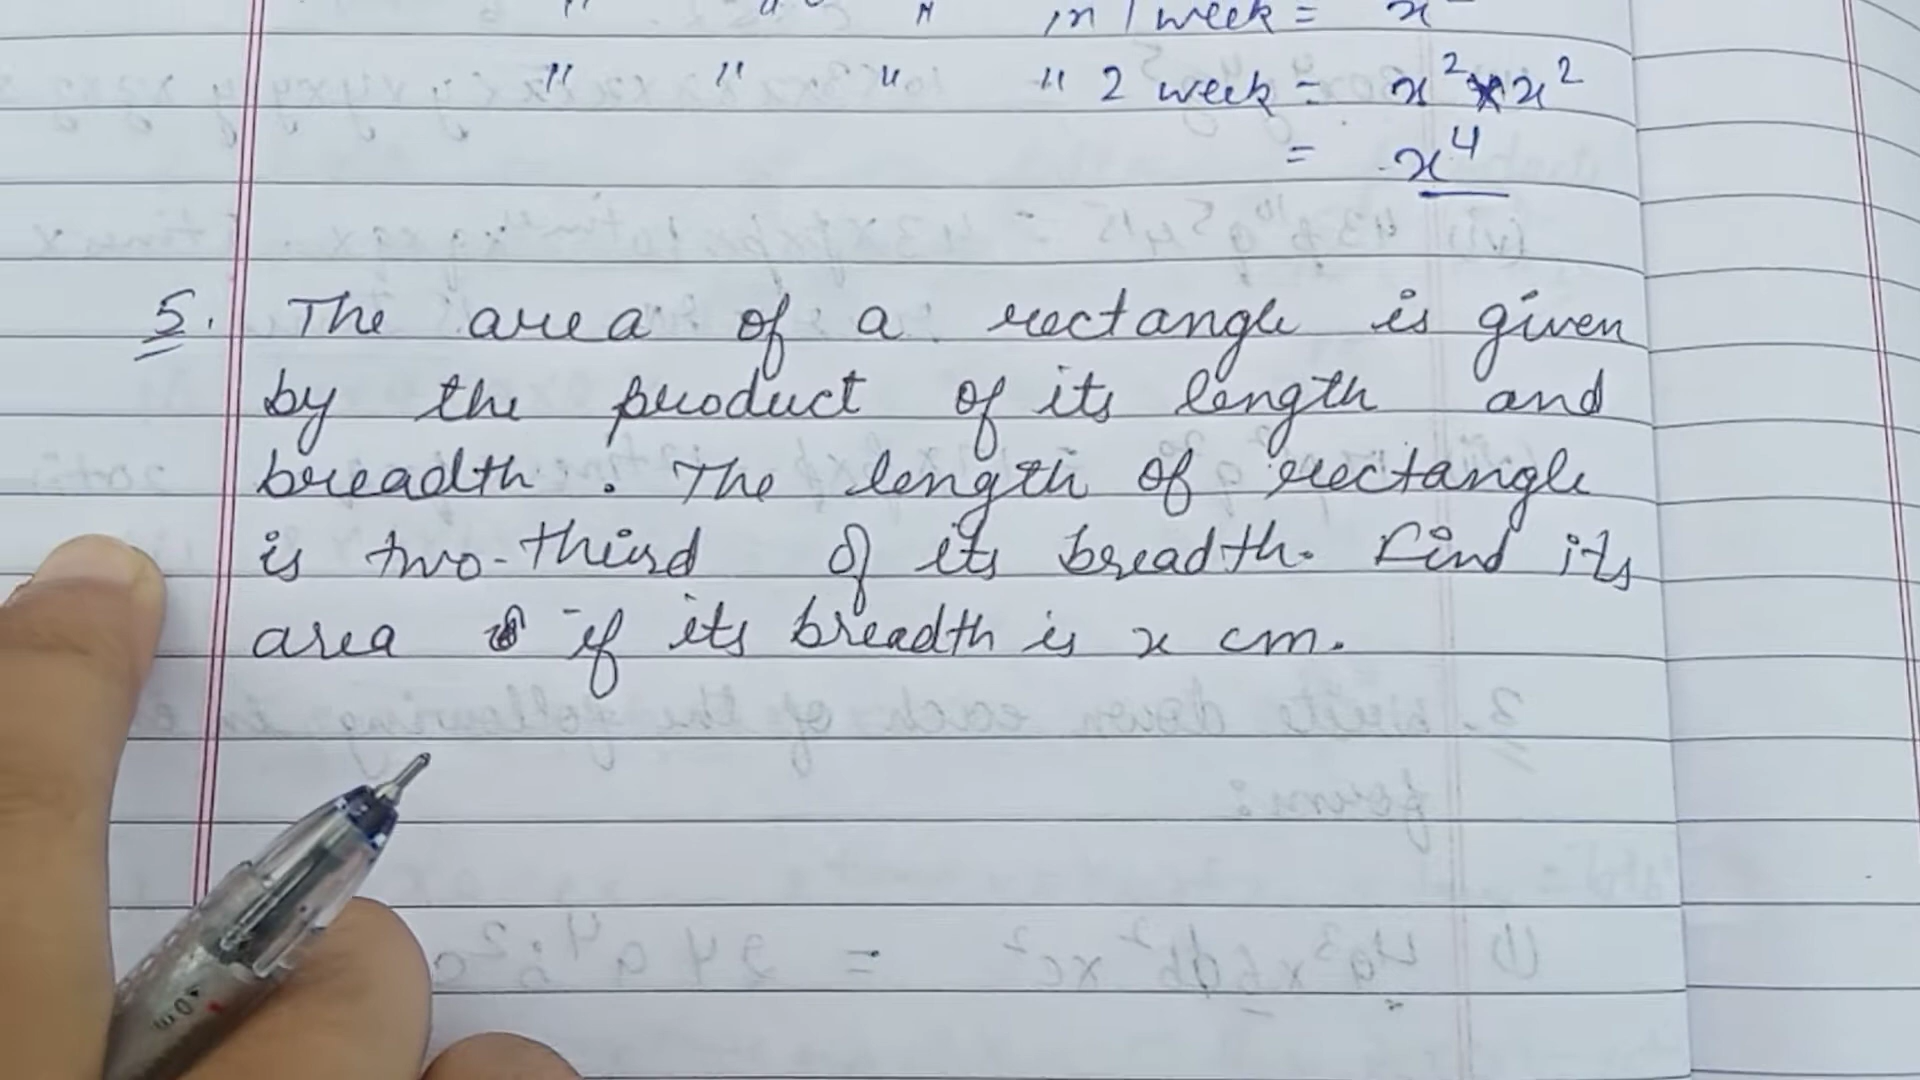 " " " in 1 week = x
" " " " 2 week = x² × x²
= x⁴
5. The area of a rectangle is given
by the product of its length and
breadth. The length of rectangle
is two-third of its breadth. Find its
area if its breadth is x cm.